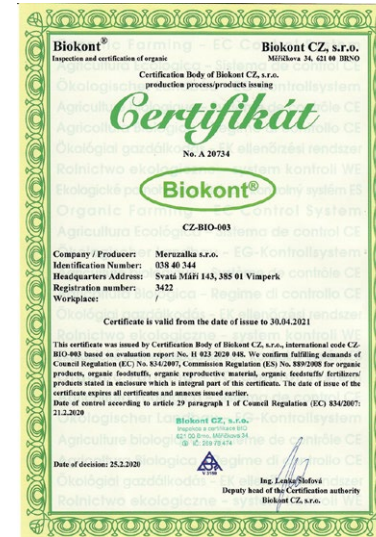 Biokont®
Inspection and certification of organic
Biokont CZ, s.r.o.
Měříčkova 34, 621 00 BRNO
Certification Body of Biokont CZ, s.r.o.
production process/products issuing
Certifikát
No. A 20734
Biokont®
CZ-BIO-003
Company / Producer: Meruzalka s.r.o.
Identification Number: 038 40 344
Headquarters Address: Svatá Máří 143, 385 01 Vimperk
Registration number: 3422
Workplace: /
Certificate is valid from the date of issue to 30.04.2021
This certificate was issued by Certification Body of Biokont CZ, s.r.o., international code CZ-
BIO-003 based on evaluation report No. H 023 2020 048. We confirm fulfilling demands of
Council Regulation (EC) No. 834/2007, Commission Regulation (ES) No. 889/2008 for organic
products, organic foodstuffs, organic reproductive material, organic feedstuffs/ fertilizers/
products stated in enclosure which is integral part of this certificate. The date of issue of the
certificate expires all certificates and annexes issued earlier.
Date of control according to article 29 paragraph 1 of Council Regulation (EC) 834/2007:
21.2.2020
Biokont CZ, s.r.o.
621 00 Brno, Měříčkova 34
Date of decision: 25.2.2020
Ing. Lenka Slofová
Deputy head of the Certification authority
Biokont CZ, s.r.o.